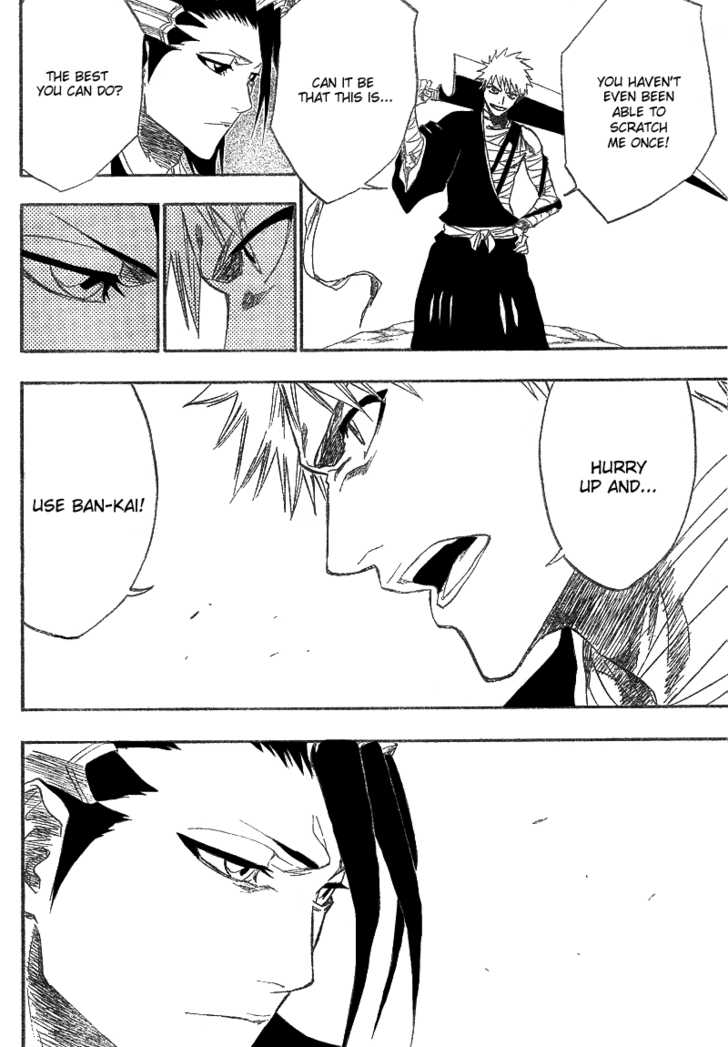 YOU HAVEN'T
EVEN BEEN
ABLE TO
SCRATCH
ME ONCE!
CAN IT BE
THAT THIS IS...
THE BEST
YOU CAN DO?
HURRY
UP AND...
USE BAN-KAI!